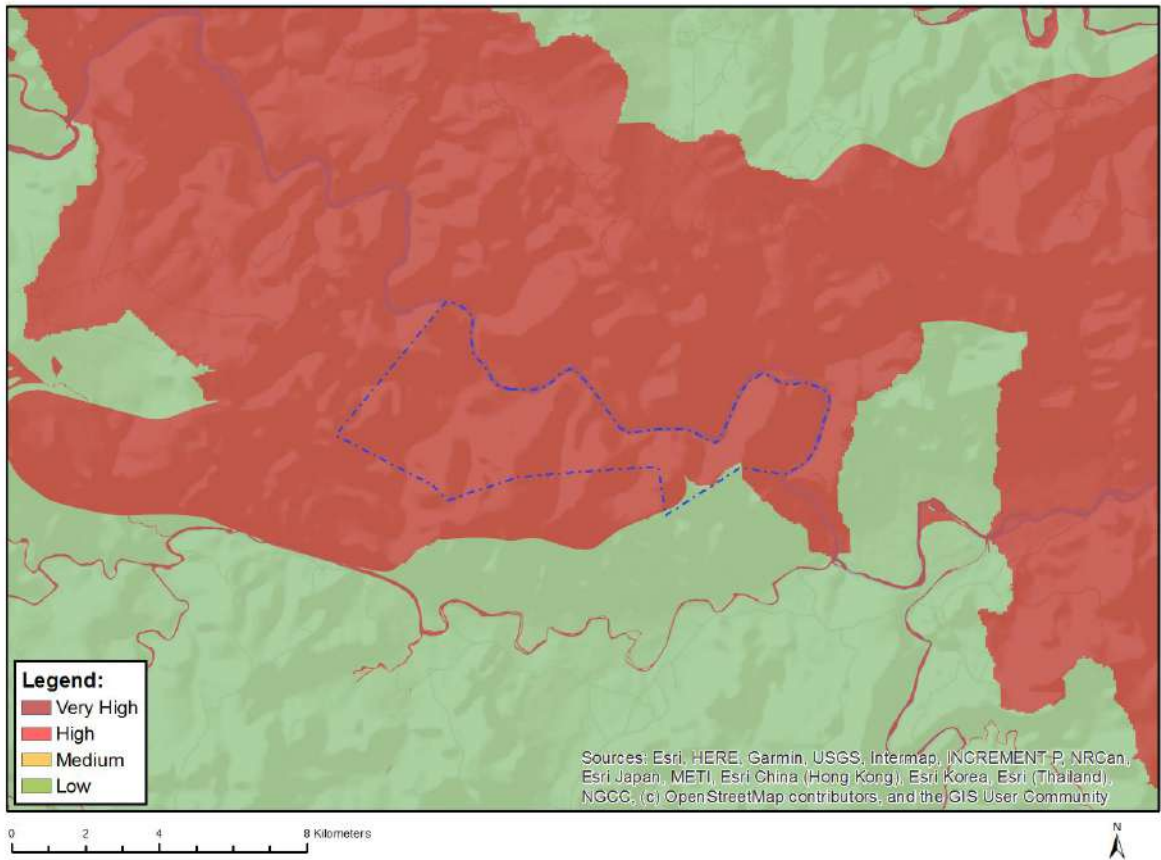 Legend:
Very High
High
Medium
Low
Sources: Esri, HERE, Garmin, USGS, Intermap, INCREMENT P, NRCan,
Esri Japan, METI, Esri China (Hong Kong), Esri Korea, Esri (Thailand),
NGCC, (c) OpenStreetMap contributors, and the GIS User Community
0 2 4 8 Kilometers
N